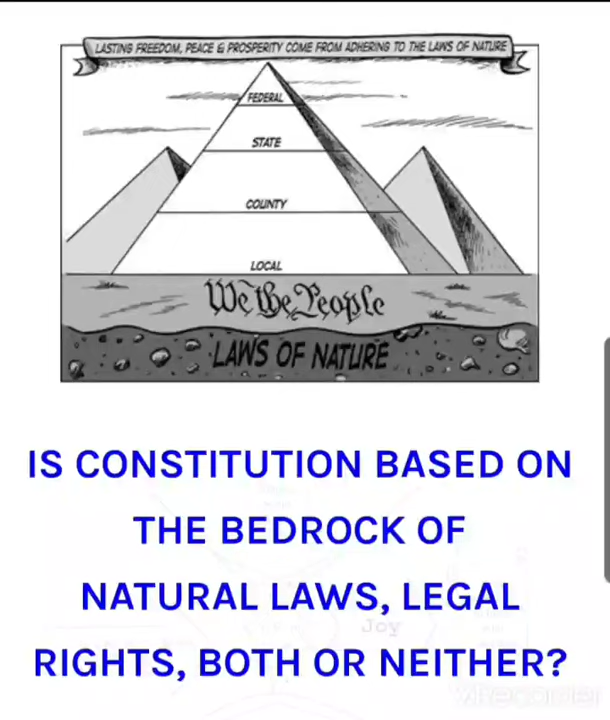 LASTING FREEDOM, PEACE & PROSPERITY COME FROM ADHERING TO THE LAWS OF NATURE
FEDERAL
STATE
COUNTY
LOCAL
We the People
LAWS OF NATURE
IS CONSTITUTION BASED ON
THE BEDROCK OF
NATURAL LAWS, LEGAL
Joy
RIGHTS, BOTH OR NEITHER?